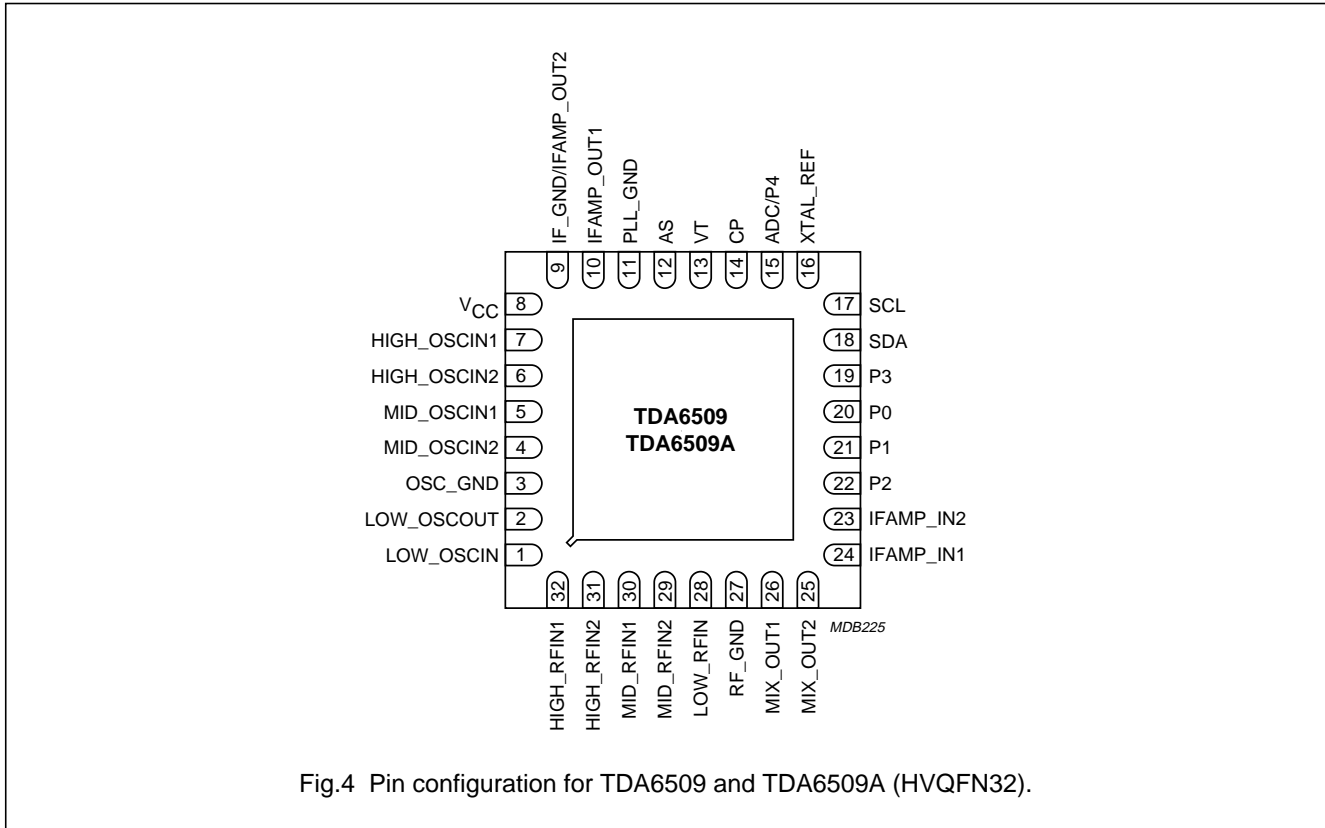 IF_GND/IFAMP_OUT2
IFAMP_OUT1
PLL_GND
AS
VT
CP
ADC/P4
XTAL_REF
9
10
11
12
13
14
15
16
VCC 8
17 SCL
HIGH_OSCIN1 7
18 SDA
HIGH_OSCIN2 6
19 P3
MID_OSCIN1 5
20 P0
MID_OSCIN2 4
21 P1
OSC_GND 3
22 P2
LOW_OSCOUT 2
23 IFAMP_IN2
LOW_OSCIN 1
24 IFAMP_IN1
TDA6509
TDA6509A
32
31
30
29
28
27
26
25
HIGH_RFIN1
HIGH_RFIN2
MID_RFIN1
MID_RFIN2
LOW_RFIN
RF_GND
MIX_OUT1
MIX_OUT2
MDB225
Fig.4 Pin configuration for TDA6509 and TDA6509A (HVQFN32).